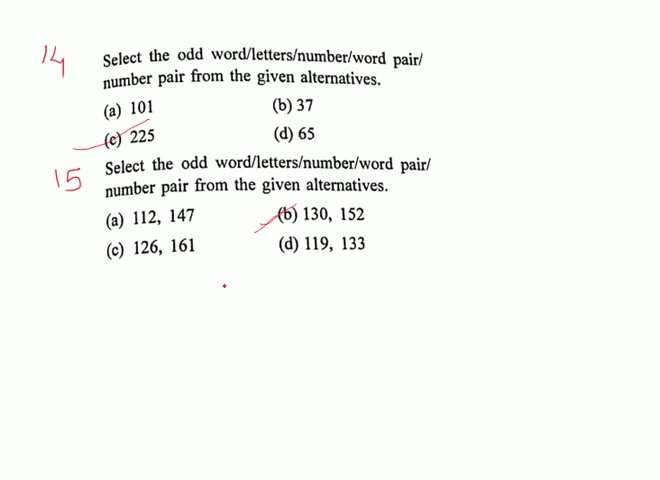 14
Select the odd word/letters/number/word pair/
number pair from the given alternatives.
(a) 101 (b) 37
(c) 225 (d) 65
15
Select the odd word/letters/number/word pair/
number pair from the given alternatives.
(a) 112, 147 (b) 130, 152
(c) 126, 161 (d) 119, 133